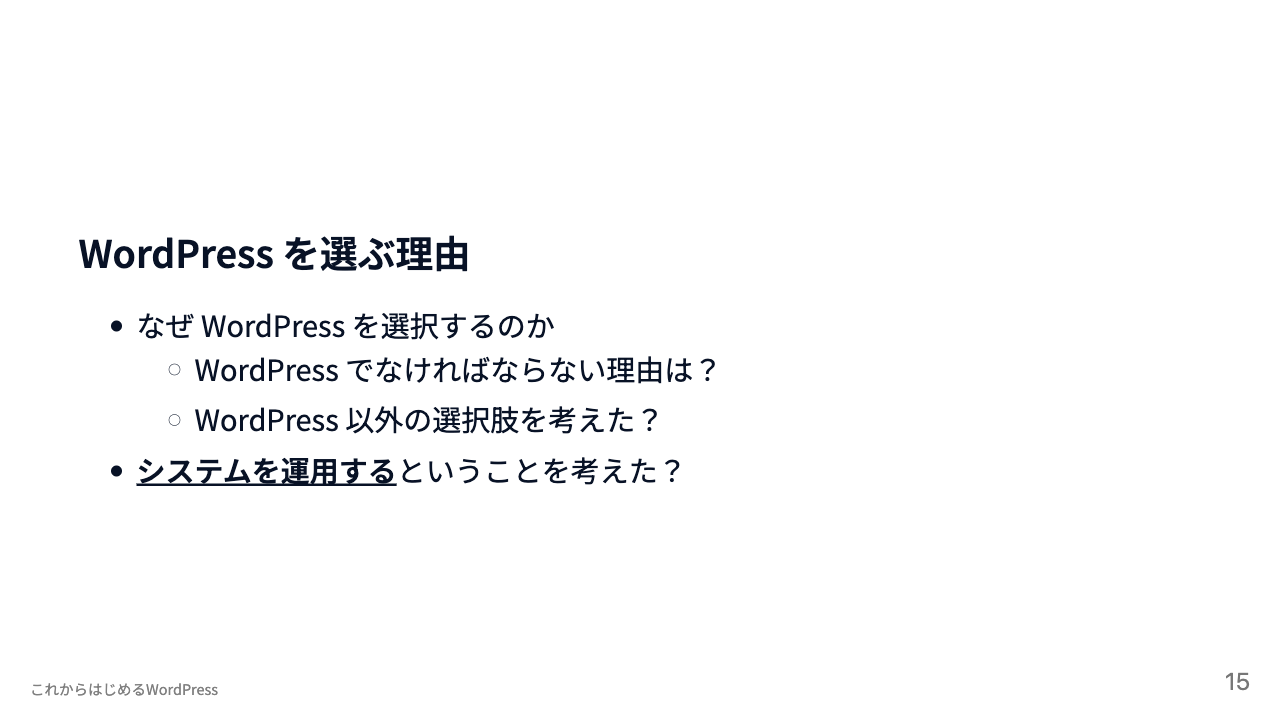 WordPress を選ぶ理由
なぜ WordPress を選択するのか
WordPress でなければならない理由は？
WordPress 以外の選択肢を考えた？
システムを運用するということを考えた？
これからはじめるWordPress
15